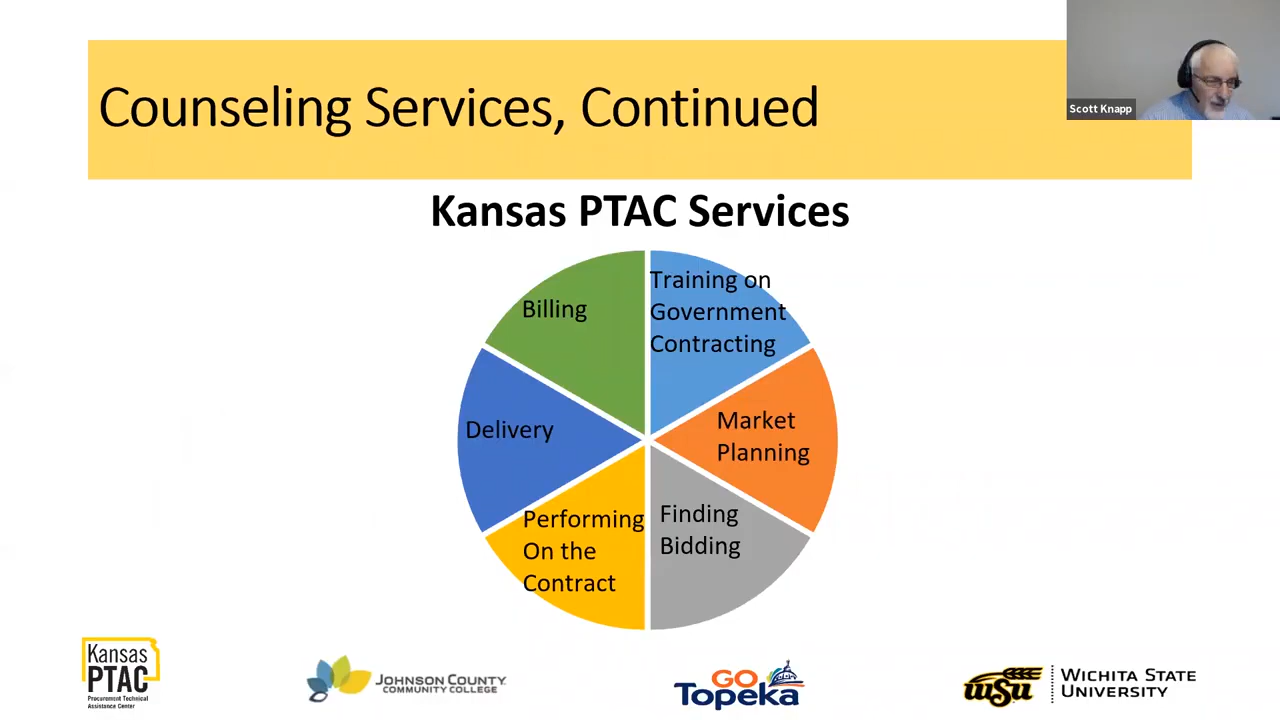 Counseling Services, Continued
Scott Knapp
Kansas PTAC Services
Billing
Training on
Government
Contracting
Delivery
Market
Planning
Performing
On the
Contract
Finding
Bidding
Kansas
PTAC
Procurement Technical
Assistance Center
JOHNSON COUNTY
COMMUNITY COLLEGE
GO
Topeka
WSU
WICHITA STATE
UNIVERSITY